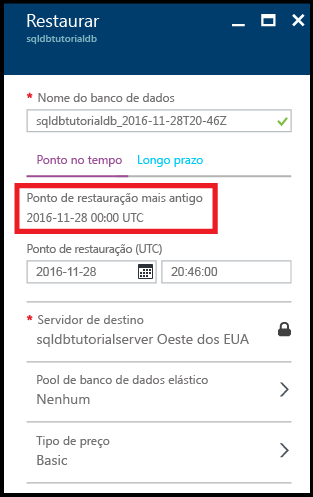 Restaurar
sqldbtutorialdb
* Nome do banco de dados
sqldbtutorialdb_2016-11-28T20-46Z
Ponto no tempo Longo prazo
Ponto de restauração mais antigo
2016-11-28 00:00 UTC
Ponto de restauração (UTC)
2016-11-28 20:46:00
* Servidor de destino
sqldbtutorialserver Oeste dos EUA
Pool de banco de dados elástico
Nenhum
Tipo de preço
Basic